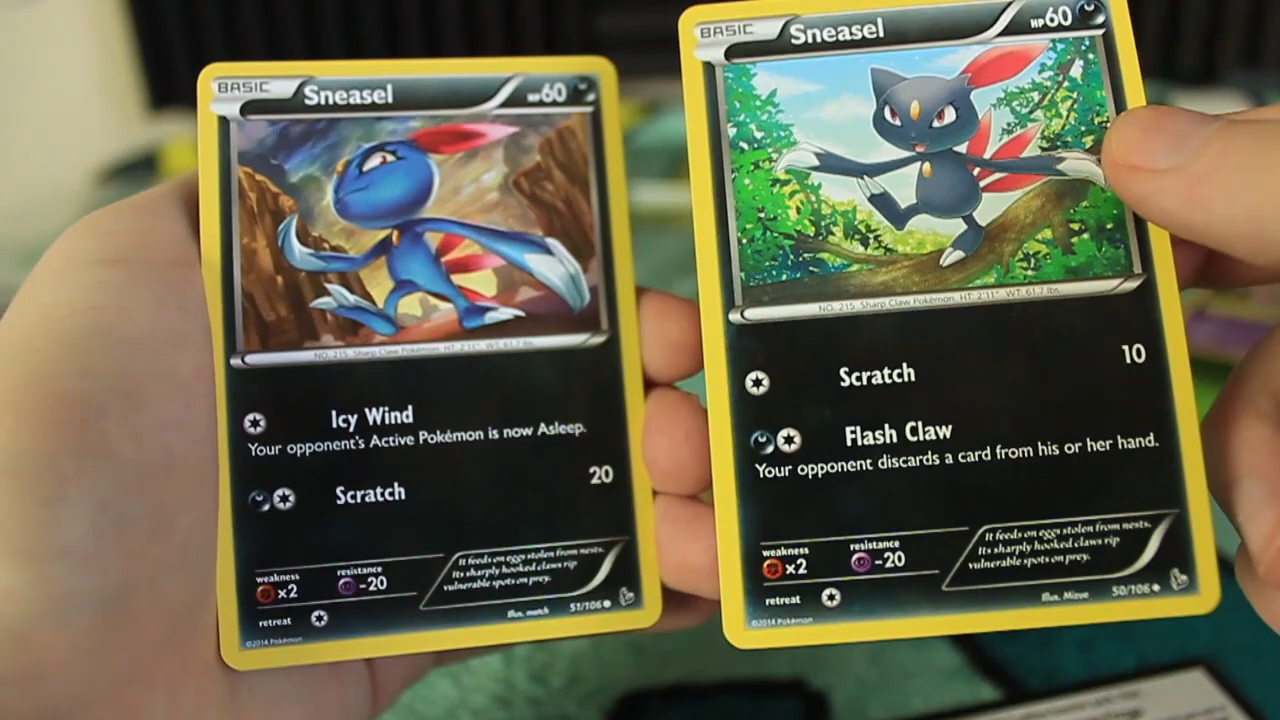 BASIC
Sneasel
HP60
NO. 215 Sharp Claw Pokémon HT: 2'11" WT: 61.7 lbs.
Icy Wind
Your opponent's Active Pokémon is now Asleep.
Scratch 20
weakness
x2
resistance
-20
retreat
It feeds on eggs stolen from nests.
Its sharply hooked claws rip
vulnerable spots on prey.
Illus. match
51/106
©2014 Pokémon
BASIC
Sneasel
HP60
NO. 215 Sharp Claw Pokémon HT: 2'11" WT: 61.7 lbs.
Scratch 10
Flash Claw
Your opponent discards a card from his or her hand.
weakness
x2
resistance
-20
retreat
It feeds on eggs stolen from nests.
Its sharply hooked claws rip
vulnerable spots on prey.
Illus. Mizue
50/106
©2014 Pokémon